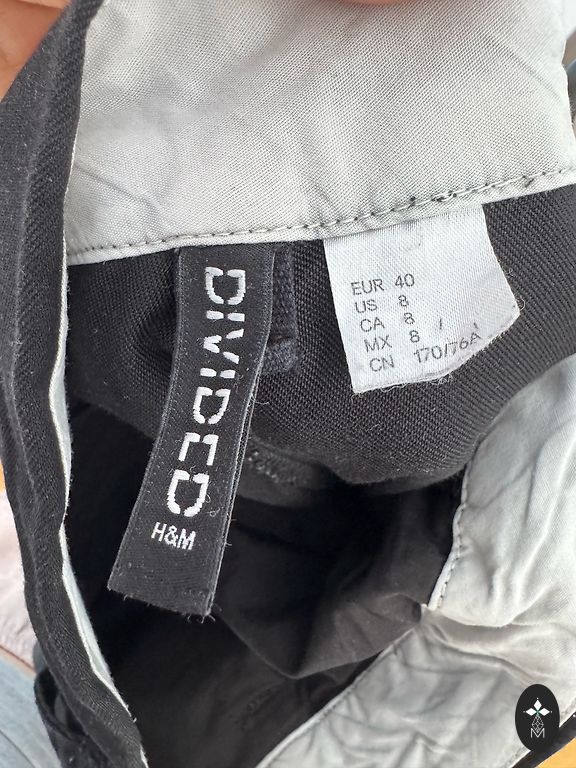 DIVIDED
H&M
EUR 40
US 8
CA 8
MX 8
CN 170/76A
M